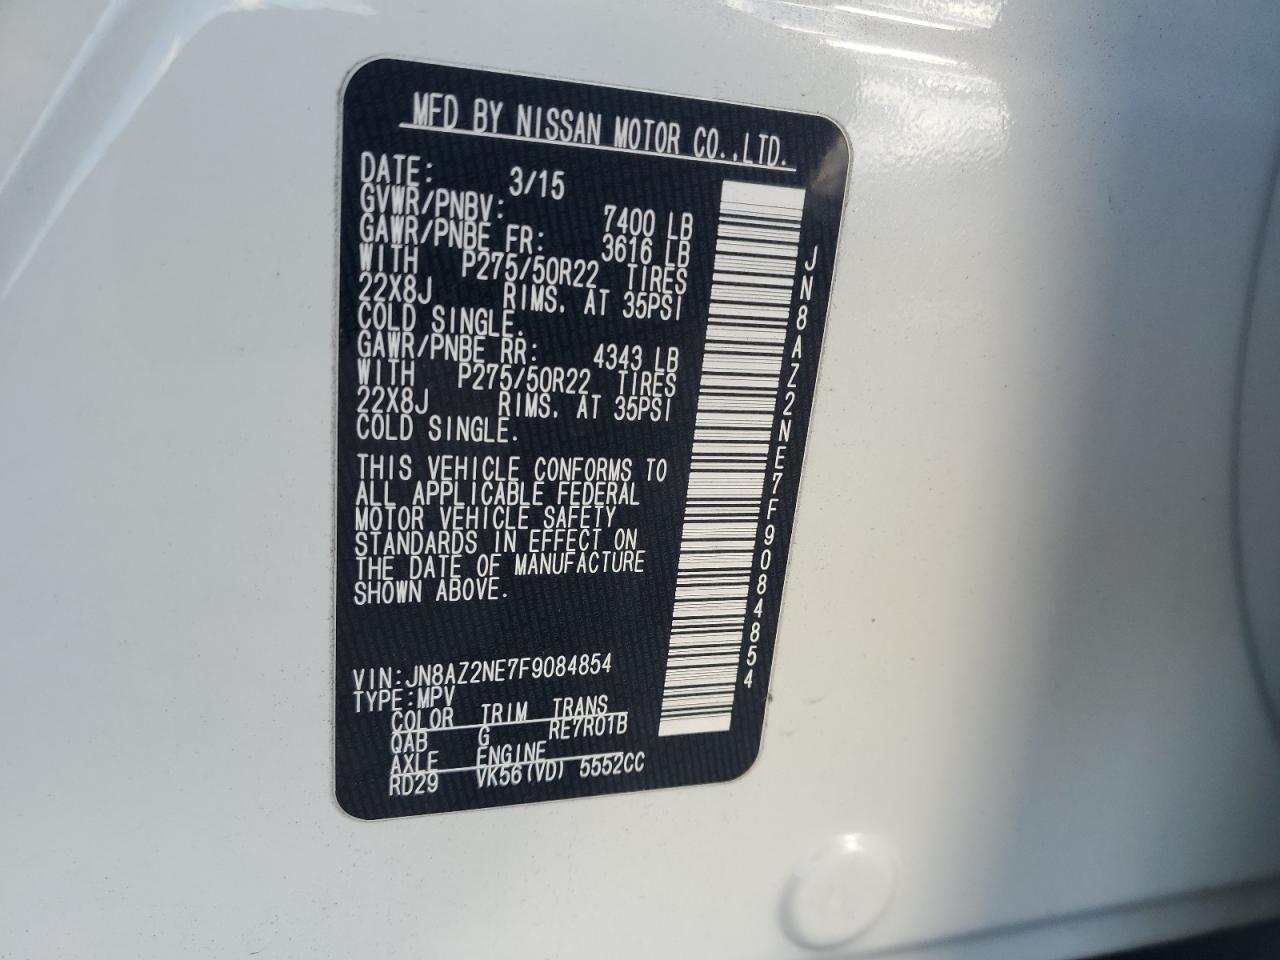 MFD BY NISSAN MOTOR CO.,LTD.
DATE: 3/15
GVWR/PNBV: 7400 LB
GAWR/PNBE FR: 3616 LB
WITH P275/50R22 TIRES
22X8J RIMS. AT 35PSI
COLD SINGLE.
GAWR/PNBE RR: 4343 LB
WITH P275/50R22 TIRES
22X8J RIMS. AT 35PSI
COLD SINGLE.
THIS VEHICLE CONFORMS TO
ALL APPLICABLE FEDERAL
MOTOR VEHICLE SAFETY
STANDARDS IN EFFECT ON
THE DATE OF MANUFACTURE
SHOWN ABOVE.
VIN:JN8AZ2NE7F9084854
TYPE:MPV
COLOR TRIM TRANS
QAB G RE7R01B
AXLE ENGINE
RD29 VK56(VD) 5552CC
JN8AZ2NE7F9084854